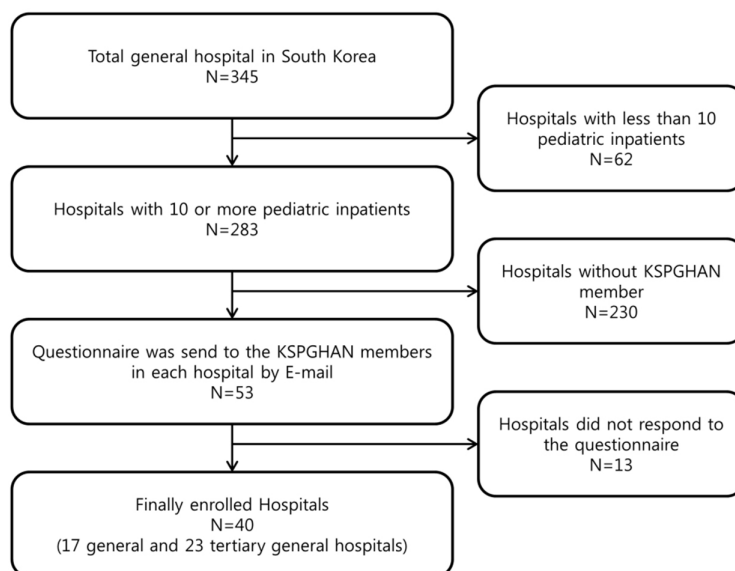 Total general hospital in South Korea
N=345
Hospitals with less than 10
pediatric inpatients
N=62
Hospitals with 10 or more pediatric inpatients
N=283
Hospitals without KSPGHAN
member
N=230
Questionnaire was send to the KSPGHAN members
in each hospital by E-mail
N=53
Hospitals did not respond to
the questionnaire
N=13
Finally enrolled Hospitals
N=40
(17 general and 23 tertiary general hospitals)